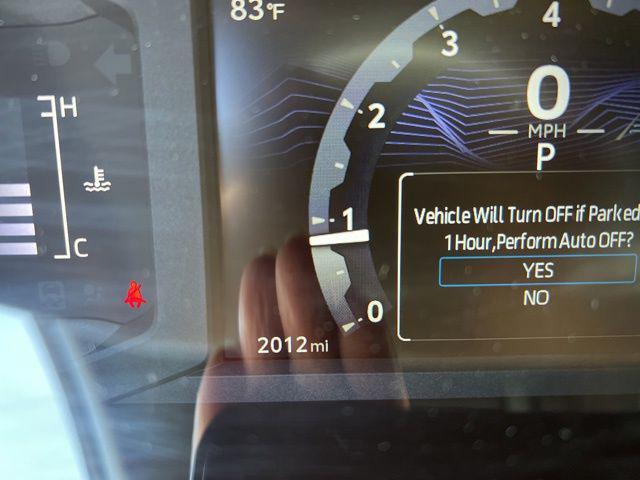 83°F
H
C
4
3
2
1
0
0
MPH
P
Vehicle Will Turn OFF if Parked
1 Hour,Perform Auto OFF?
YES
NO
2012 mi